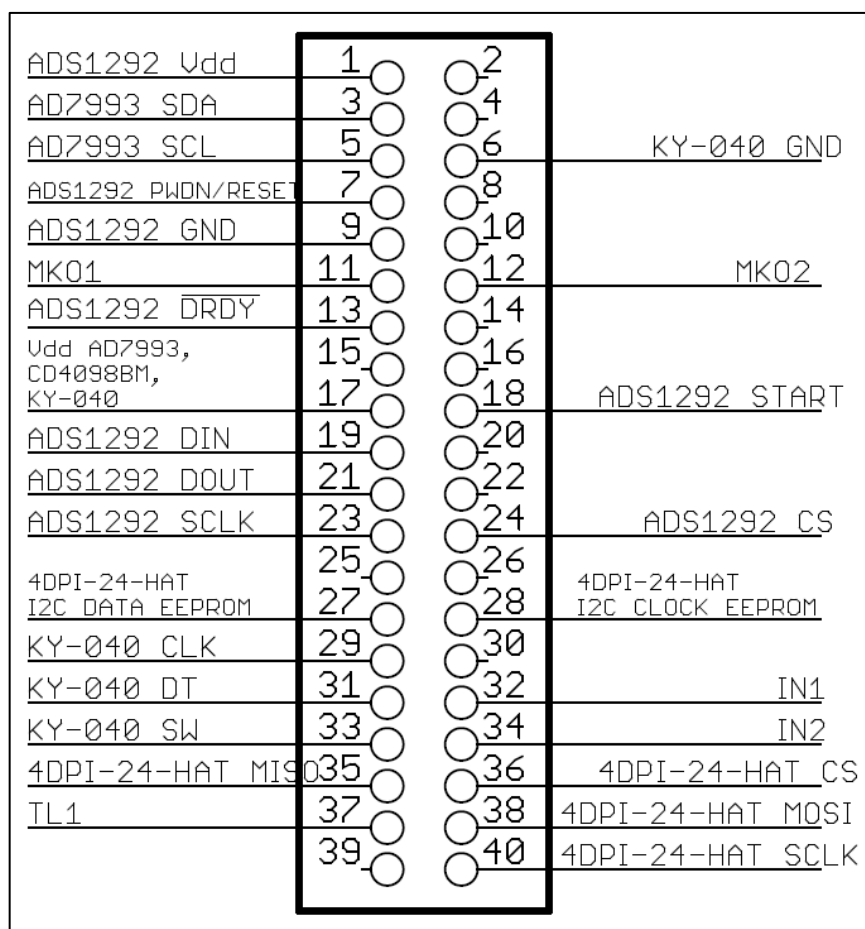 ADS1292 Vdd 1 2
AD7993 SDA 3 4
AD7993 SCL 5 6 KY-040 GND
ADS1292 PWDN/RESET 7 8
ADS1292 GND 9 10
MK01 11 12 MK02
ADS1292 DRDY 13 14
Vdd AD7993,
CD4098BM, 15 16
KY-040 17 18 ADS1292 START
ADS1292 DIN 19 20
ADS1292 DOUT 21 22
ADS1292 SCLK 23 24 ADS1292 CS
25 26
4DPI-24-HAT 4DPI-24-HAT
I2C DATA EEPROM 27 28 I2C CLOCK EEPROM
KY-040 CLK 29 30
KY-040 DT 31 32 IN1
KY-040 SW 33 34 IN2
4DPI-24-HAT MISO 35 36 4DPI-24-HAT CS
TL1 37 38 4DPI-24-HAT MOSI
39 40 4DPI-24-HAT SCLK